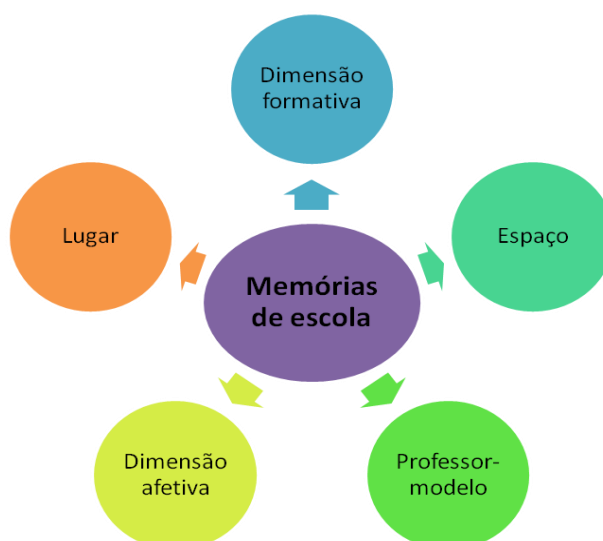 Dimensão
formativa
Lugar
Espaço
Memórias
de escola
Dimensão
afetiva
Professor-
modelo